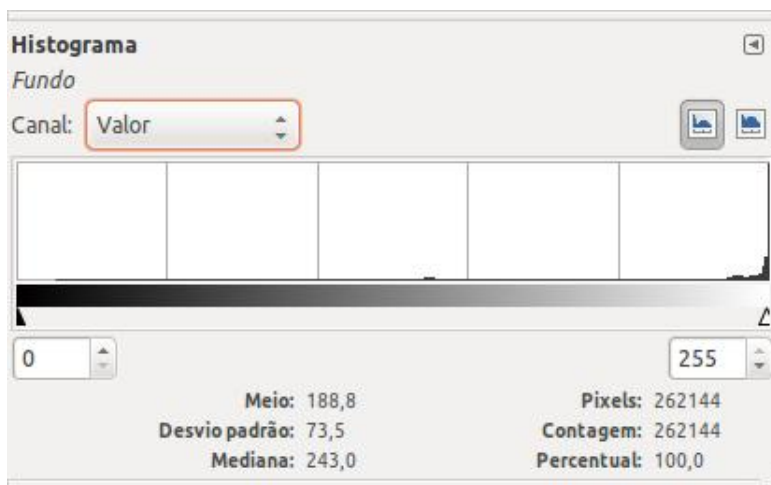 Histograma
Fundo
Canal: Valor
0 255
Meio: 188,8 Pixels: 262144
Desvio padrão: 73,5 Contagem: 262144
Mediana: 243,0 Percentual: 100,0